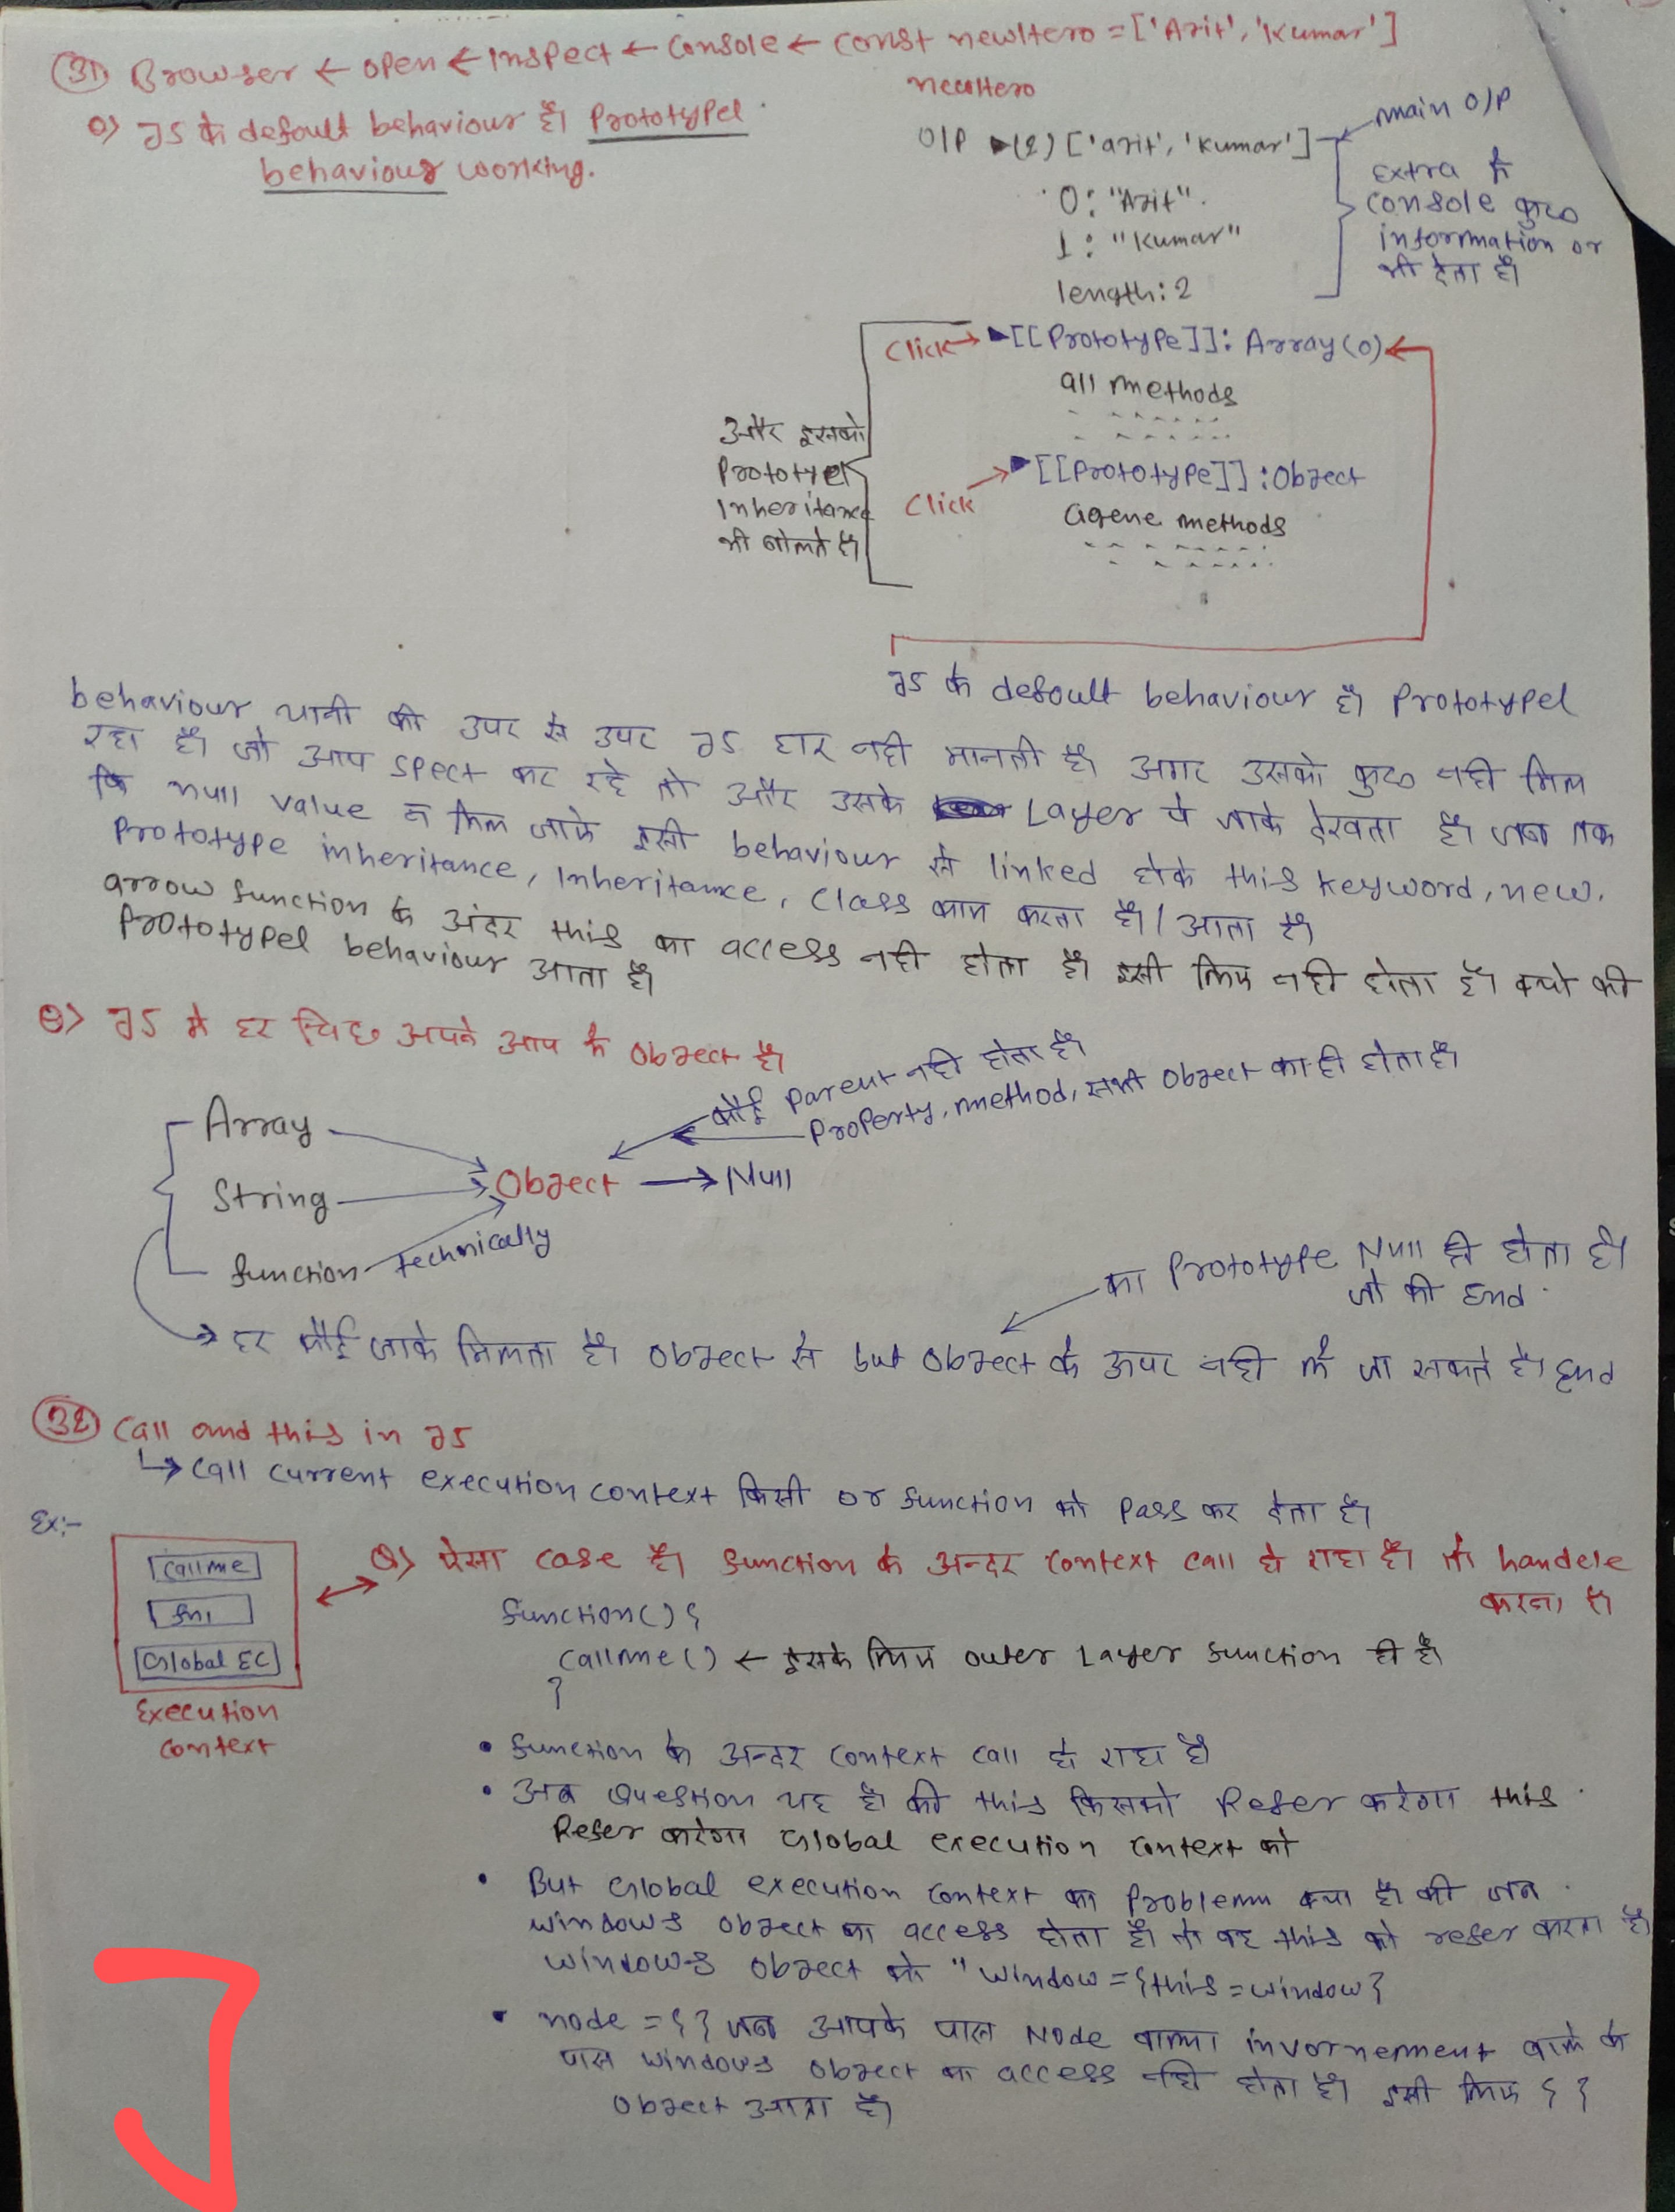 31 Browser ← open ← Inspect ← Console ← const newHero = ['Arit', 'Kumar']
newHero
O/P ▶(2) ['arit', 'Kumar'] ← main O/P
0: "Arit"
1: "Kumar"
length: 2
Extra में
console कुछ
information or
भी देता है।
⊙> JS के default behaviour है। Prototypel
behaviour working.
Click → ▶[[Prototype]]: Array(0) ←
all methods
Click → ▶[[Prototype]]: Object
agene methods
और इसको
Prototypel
Inheritance
भी बोलते है।
JS के default behaviour है। Prototypel
behaviour यानी की उपर से उपर JS हार नही मानती है। अगर उसको कुछ नही मिल
रहा है। जो आप spect कर रहे तो और उसके Layer पे जाके देखता है। जब तक
कि null value न मिल जाके इसी behaviour से linked होके this keyword, new,
Prototype inheritance, Inheritance, Class काम करता है। / आता है।
arrow function के अंदर this का access नही होता है। इसी लिए नही होता है। क्यो की
Prototypel behaviour आता है।
⊙> JS मे हर चिछ अपने आप में Object है।
कोई Parent नही होता है।
Property, method, सभी Object का ही होता है।
Array
String
function technically
Object → Null
का Prototype Null ही होता है।
जो की End
→ हर कोई जाके मिलता है। Object से but Object के ऊपर नही में जा सकते है। End
32 Call and this in JS
↳ Call current execution context किसी or function को Pass कर देता है।
Ex:-
Callme
fn1
Global EC
Execution
context
⊙> ऐसा case है। function के अन्दर context call हो राहा है। तो handele
करना है।
function() {
Callme() ← इसके लिए outer Layer function ही है।
}
• function के अन्दर context call हो राहा है।
• अब Question यह है। की this किसको Refer करेगा this
Refer करेगा Global execution context को
• But Global execution context का Problem क्या है। की जब
windows object का access होता है। तो वह this को refer करता है।
windows object को " window = {this = window}
• node = { } जब आपके पास Node वाला invornement वाले के
पास windows object का access नही होता है। इसी लिए { }
Object आता है।